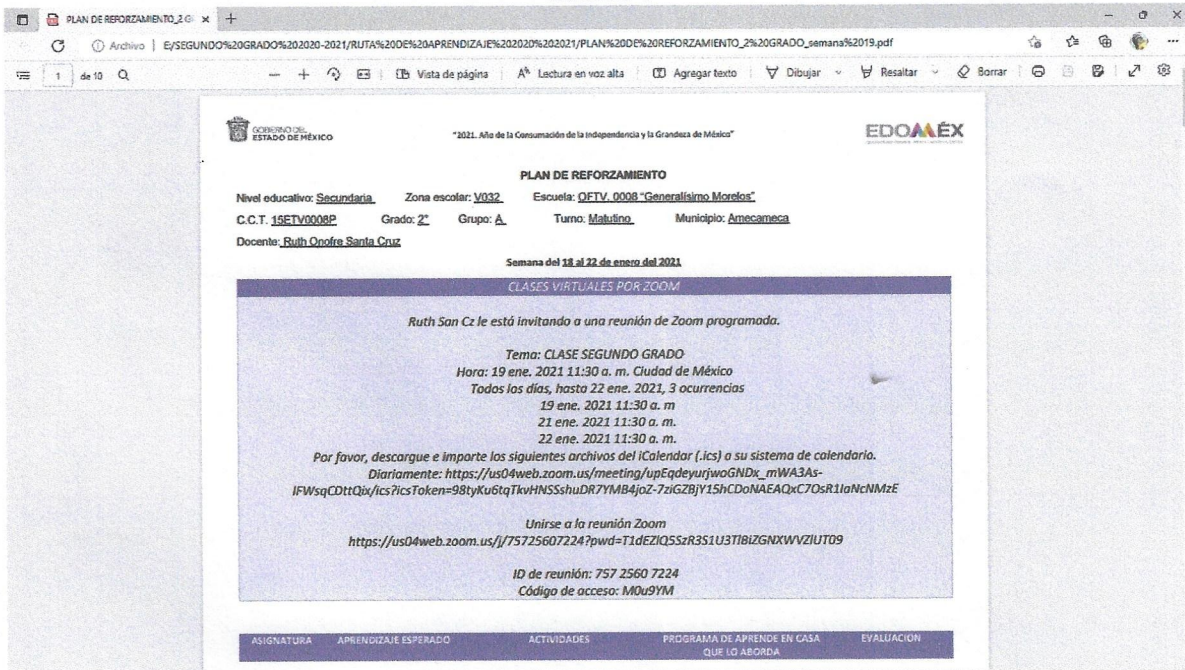 PLAN DE REFORZAMIENTO_2 G
Archivo | E:/SEGUNDO%20GRADO%202020-2021/RUTA%20DE%20APRENDIZAJE%202020%202021/PLAN%20DE%20REFORZAMIENTO_2%20GRADO_semana%2019.pdf
1 de 10 Vista de página Lectura en voz alta Agregar texto Dibujar Resaltar Borrar
GOBIERNO DEL
ESTADO DE MÉXICO
"2021. Año de la Consumación de la Independencia y la Grandeza de México"
EDOMÉX
PLAN DE REFORZAMIENTO
Nivel educativo: Secundaria Zona escolar: V032 Escuela: OFTV. 0008 "Generalísimo Morelos"
C.C.T. 15ETV0008P Grado: 2° Grupo: A Turno: Matutino Municipio: Amecameca
Docente: Ruth Onofre Santa Cruz
Semana del 18 al 22 de enero del 2021
CLASES VIRTUALES POR ZOOM
Ruth San Cz le está invitando a una reunión de Zoom programada.
Tema: CLASE SEGUNDO GRADO
Hora: 19 ene. 2021 11:30 a. m. Ciudad de México
Todos los días, hasta 22 ene. 2021, 3 ocurrencias
19 ene. 2021 11:30 a. m
21 ene. 2021 11:30 a. m.
22 ene. 2021 11:30 a. m.
Por favor, descargue e importe los siguientes archivos del iCalendar (.ics) a su sistema de calendario.
Diariamente: https://us04web.zoom.us/meeting/upEqdeyurjwoGNDx_mWA3As-
IFWsqCDttQix/ics?icsToken=98tyKu6tqTkvHNSSshuDR7YMB4joZ-7ziGZBjY15hCDoNAEAQxC7OsR1IaNcNMzE
Unirse a la reunión Zoom
https://us04web.zoom.us/j/75725607224?pwd=T1dEZlQ5SzR3S1U3Tl8iZGNXWVZlUT09
ID de reunión: 757 2560 7224
Código de acceso: M0u9YM
ASIGNATURA APRENDIZAJE ESPERADO ACTIVIDADES PROGRAMA DE APRENDE EN CASA EVALUACION
QUE LO ABORDA